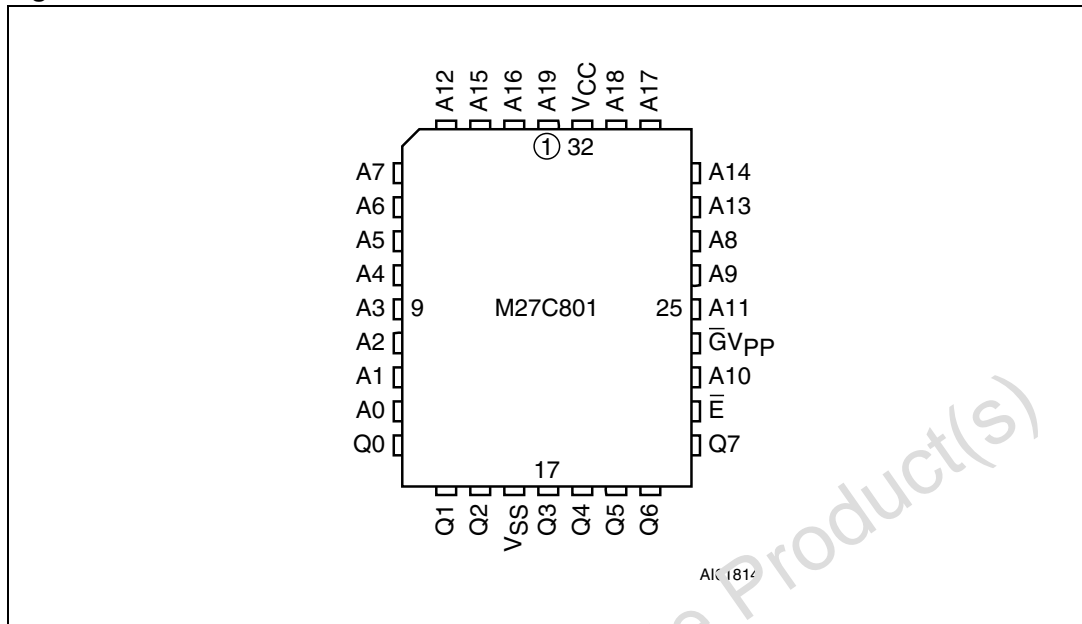 A12 A15 A16 A19 VCC A18 A17
1 32
A7 A14
A6 A13
A5 A8
A4 A9
A3 9 M27C801 25 A11
A2 G̅VPP
A1 A10
A0 E̅
Q0 Q7
17
Q1 Q2 VSS Q3 Q4 Q5 Q6
Product(s)